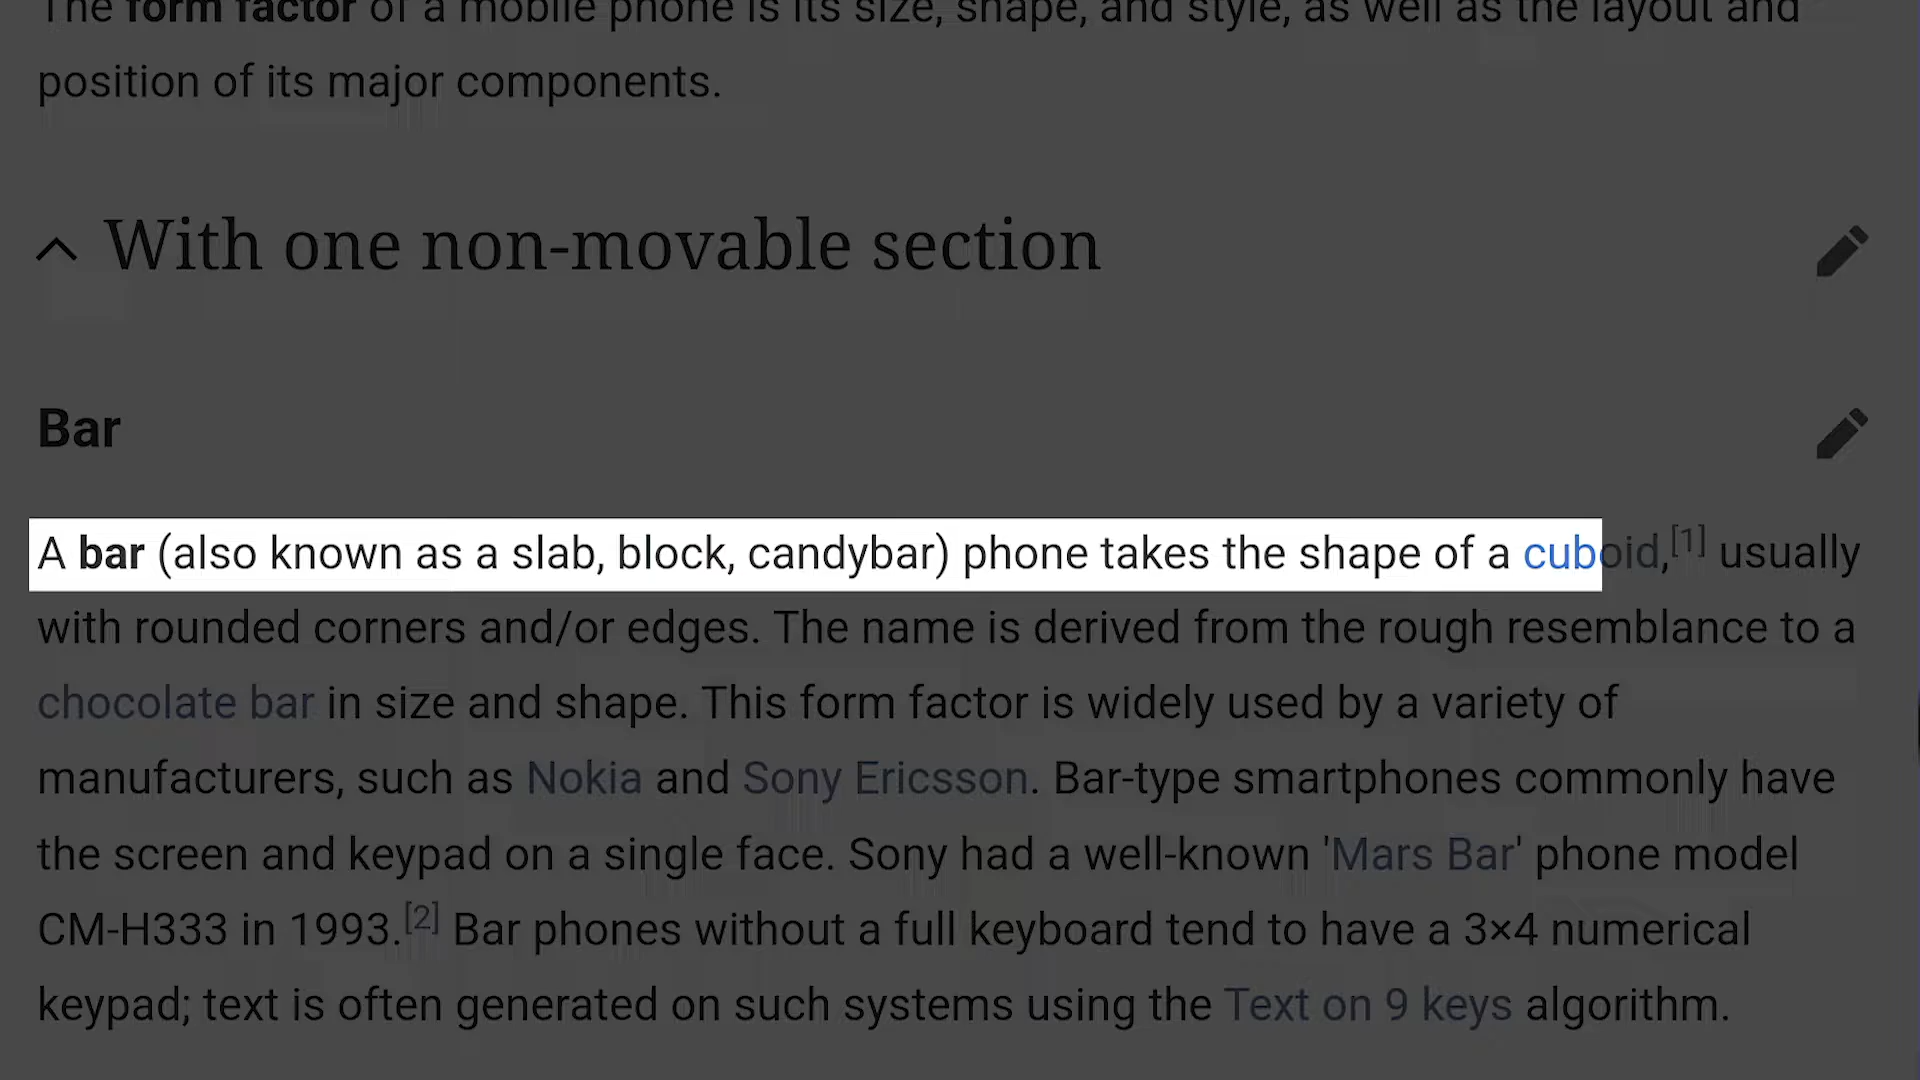 The form factor of a mobile phone is its size, shape, and style, as well as the layout and
position of its major components.
With one non-movable section
Bar
A bar (also known as a slab, block, candybar) phone takes the shape of a cuboid,[1] usually
with rounded corners and/or edges. The name is derived from the rough resemblance to a
chocolate bar in size and shape. This form factor is widely used by a variety of
manufacturers, such as Nokia and Sony Ericsson. Bar-type smartphones commonly have
the screen and keypad on a single face. Sony had a well-known 'Mars Bar' phone model
CM-H333 in 1993.[2] Bar phones without a full keyboard tend to have a 3×4 numerical
keypad; text is often generated on such systems using the Text on 9 keys algorithm.